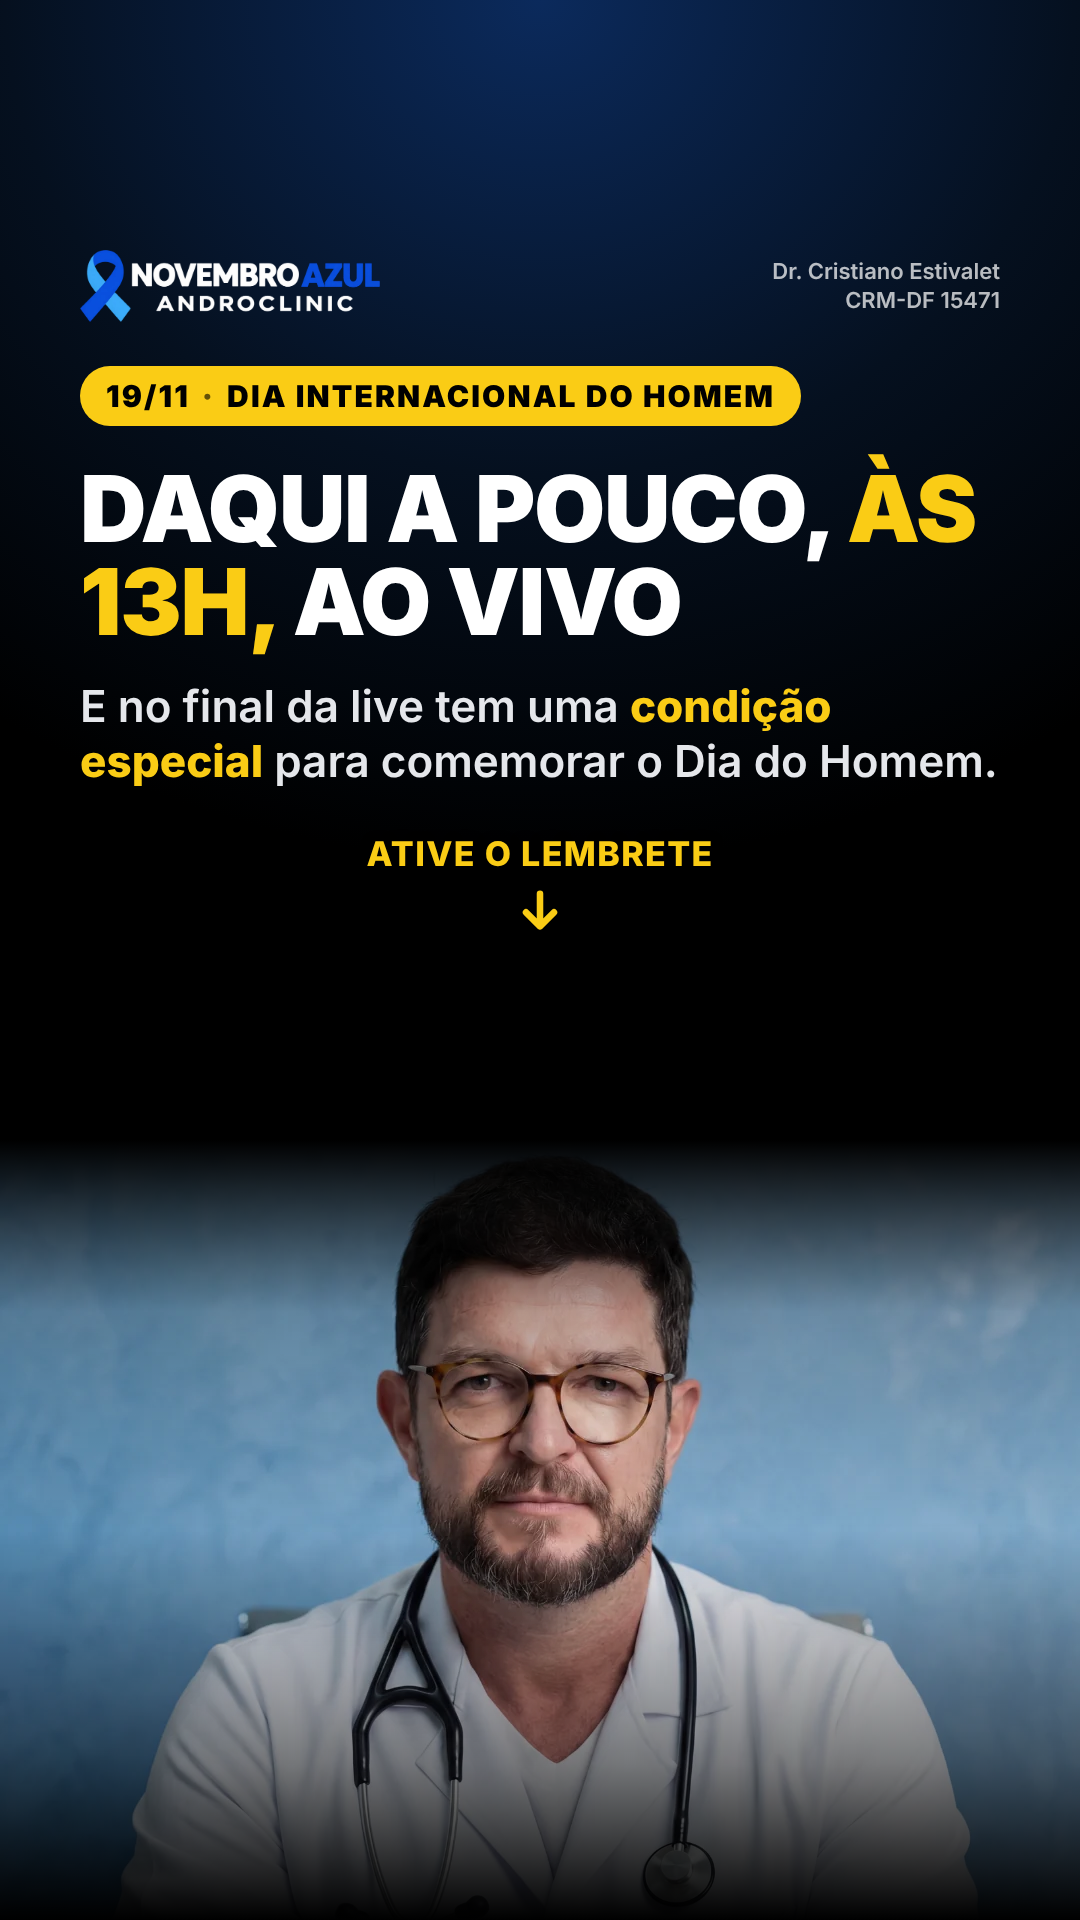 NOVEMBRO AZUL
ANDROCLINIC
Dr. Cristiano Estivalet
CRM-DF 15471
19/11 · DIA INTERNACIONAL DO HOMEM
DAQUI A POUCO, ÀS
13H, AO VIVO
E no final da live tem uma condição
especial para comemorar o Dia do Homem.
ATIVE O LEMBRETE